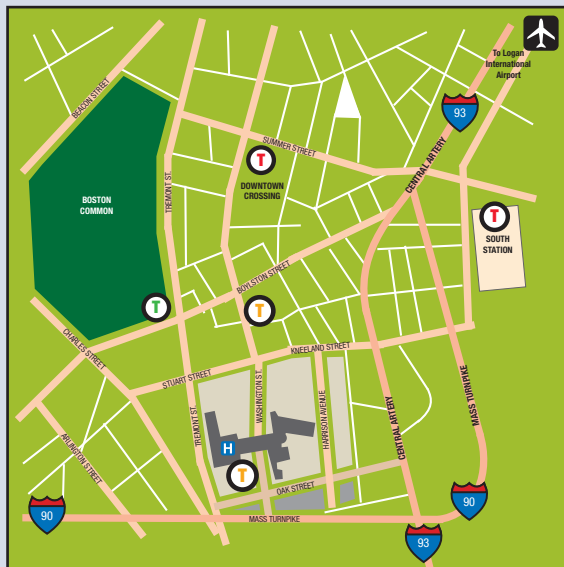 To Logan
International
Airport
93
BEACON STREET
SUMMER STREET
CENTRAL ARTERY
T
DOWNTOWN
CROSSING
TREMONT ST.
BOSTON
COMMON
T
SOUTH
STATION
BOYLSTON STREET
T
T
CHARLES STREET
KNEELAND STREET
STUART STREET
WASHINGTON ST.
TREMONT ST.
HARRISON AVENUE
CENTRAL ARTERY
MASS TURNPIKE
H
ARLINGTON STREET
T
OAK STREET
90
90
MASS TURNPIKE
93